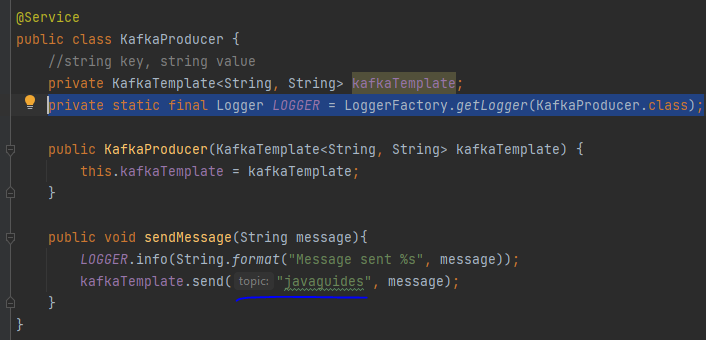 @Service
public class KafkaProducer {
//string key, string value
private KafkaTemplate<String, String> kafkaTemplate;
private static final Logger LOGGER = LoggerFactory.getLogger(KafkaProducer.class);
public KafkaProducer(KafkaTemplate<String, String> kafkaTemplate) {
this.kafkaTemplate = kafkaTemplate;
}
public void sendMessage(String message){
LOGGER.info(String.format("Message sent %s", message));
kafkaTemplate.send( topic: "javaguides", message);
}
}